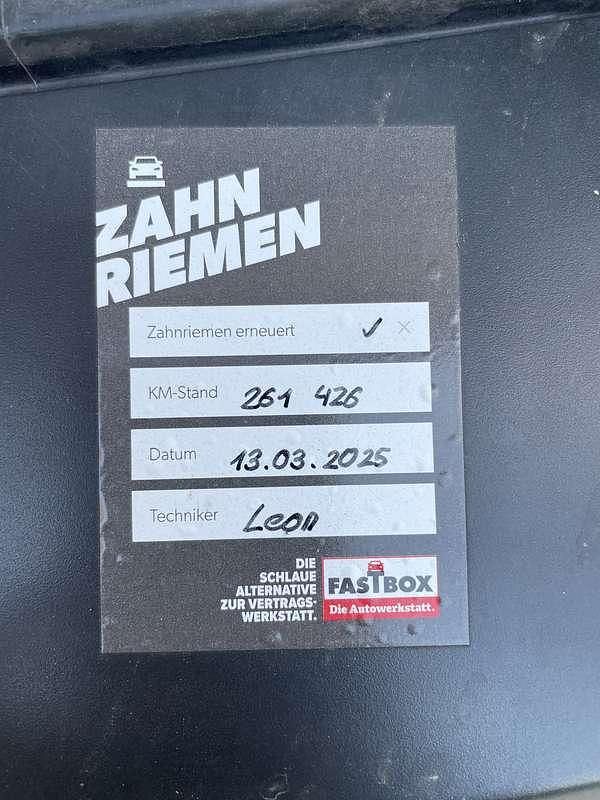 ZAHN
RIEMEN
Zahnriemen erneuert ✓ ×
KM-Stand 261 426
Datum 13.03.2025
Techniker Leon
DIE
SCHLAUE
ALTERNATIVE
ZUR VERTRAGS-
WERKSTATT.
FASTBOX
Die Autowerkstatt.